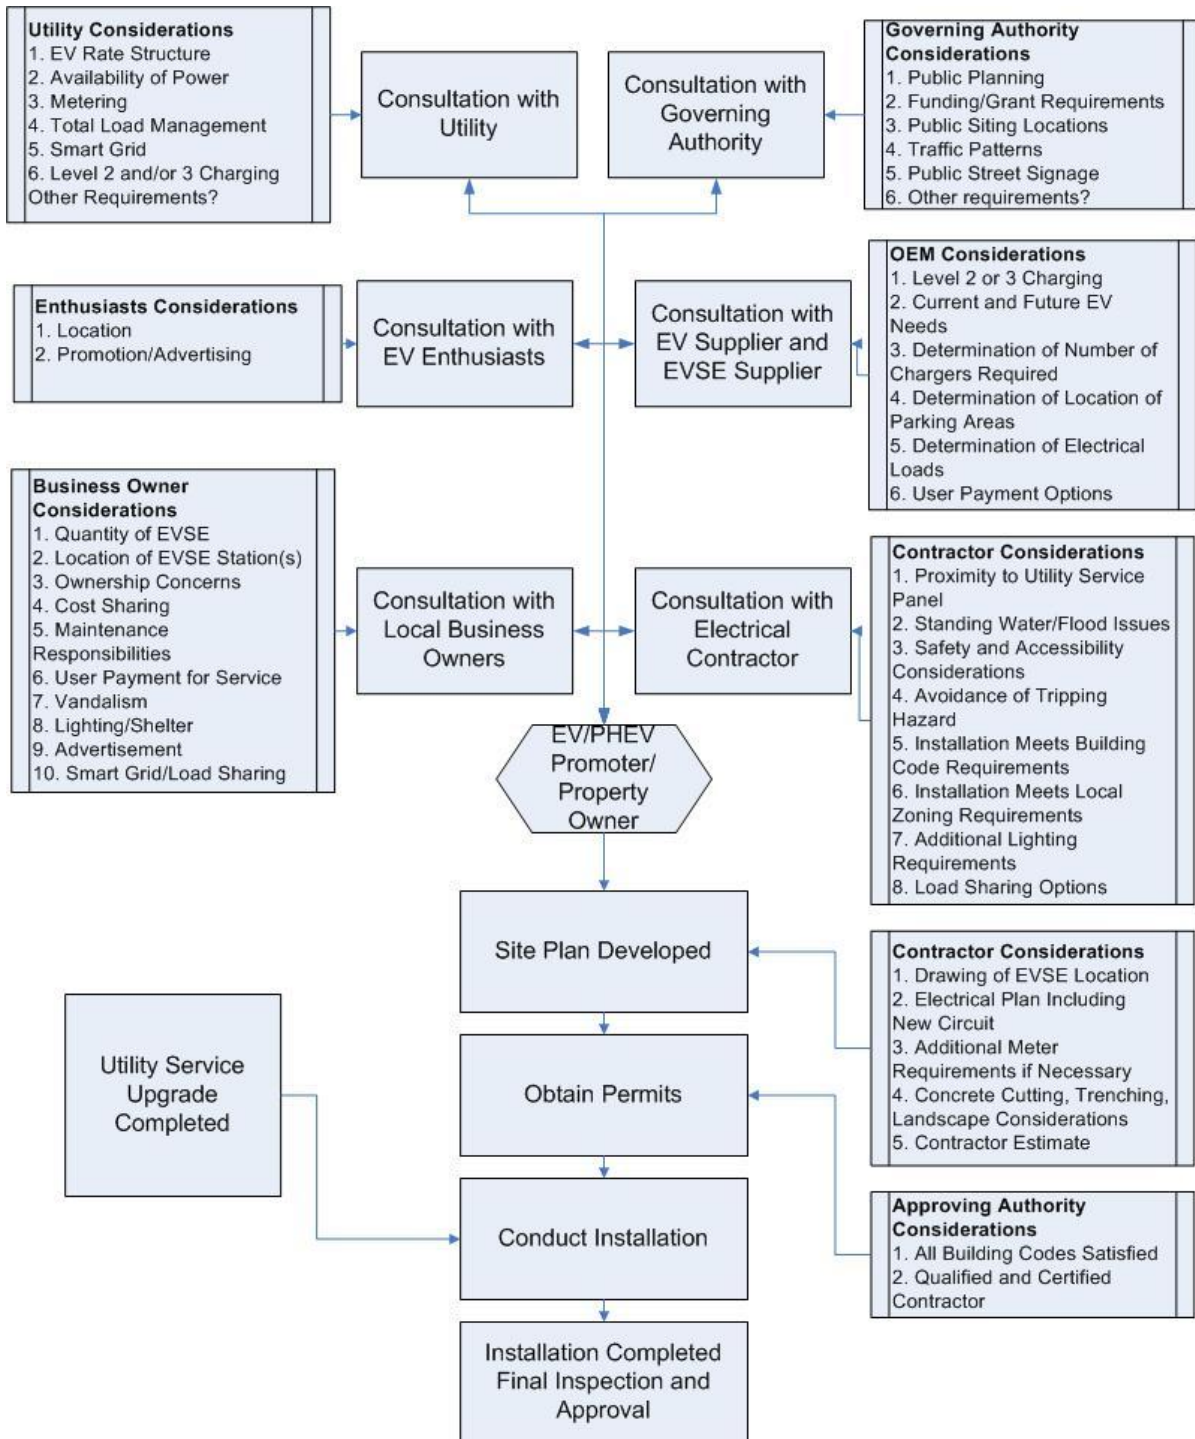 Utility Considerations
1. EV Rate Structure
2. Availability of Power
3. Metering
4. Total Load Management
5. Smart Grid
6. Level 2 and/or 3 Charging
Other Requirements?
Consultation with
Utility
Consultation with
Governing
Authority
Governing Authority
Considerations
1. Public Planning
2. Funding/Grant Requirements
3. Public Siting Locations
4. Traffic Patterns
5. Public Street Signage
6. Other requirements?
Enthusiasts Considerations
1. Location
2. Promotion/Advertising
Consultation with
EV Enthusiasts
Consultation with
EV Supplier and
EVSE Supplier
OEM Considerations
1. Level 2 or 3 Charging
2. Current and Future EV
Needs
3. Determination of Number of
Chargers Required
4. Determination of Location of
Parking Areas
5. Determination of Electrical
Loads
6. User Payment Options
Business Owner
Considerations
1. Quantity of EVSE
2. Location of EVSE Station(s)
3. Ownership Concerns
4. Cost Sharing
5. Maintenance
Responsibilities
6. User Payment for Service
7. Vandalism
8. Lighting/Shelter
9. Advertisement
10. Smart Grid/Load Sharing
Consultation with
Local Business
Owners
Consultation with
Electrical
Contractor
Contractor Considerations
1. Proximity to Utility Service
Panel
2. Standing Water/Flood Issues
3. Safety and Accessibility
Considerations
4. Avoidance of Tripping
Hazard
5. Installation Meets Building
Code Requirements
6. Installation Meets Local
Zoning Requirements
7. Additional Lighting
Requirements
8. Load Sharing Options
EV/PHEV
Promoter/
Property
Owner
Site Plan Developed
Contractor Considerations
1. Drawing of EVSE Location
2. Electrical Plan Including
New Circuit
3. Additional Meter
Requirements if Necessary
4. Concrete Cutting, Trenching,
Landscape Considerations
5. Contractor Estimate
Utility Service
Upgrade
Completed
Obtain Permits
Approving Authority
Considerations
1. All Building Codes Satisfied
2. Qualified and Certified
Contractor
Conduct Installation
Installation Completed
Final Inspection and
Approval